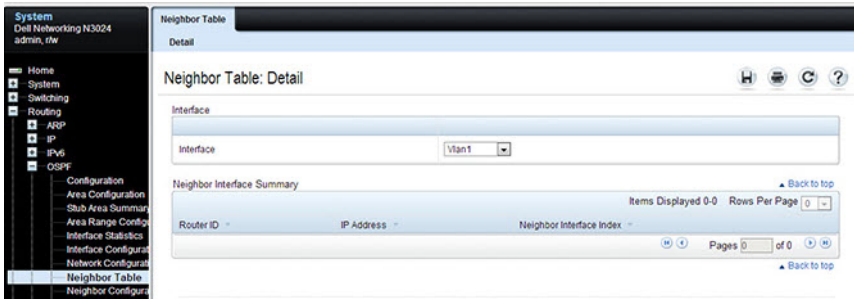 System
Dell Networking N3024
admin, r/w
Home
System
Switching
Routing
ARP
IP
IPv6
OSPF
Configuration
Area Configuration
Stub Area Summary
Area Range Configu
Interface Statistics
Interface Configurat
Network Configurati
Neighbor Table
Neighbor Configura
Neighbor Table
Detail
Neighbor Table: Detail
Interface
Interface
Vlan1
Neighbor Interface Summary
Back to top
Items Displayed 0-0 Rows Per Page 0
Router ID IP Address Neighbor Interface Index
Pages 0 of 0
Back to top